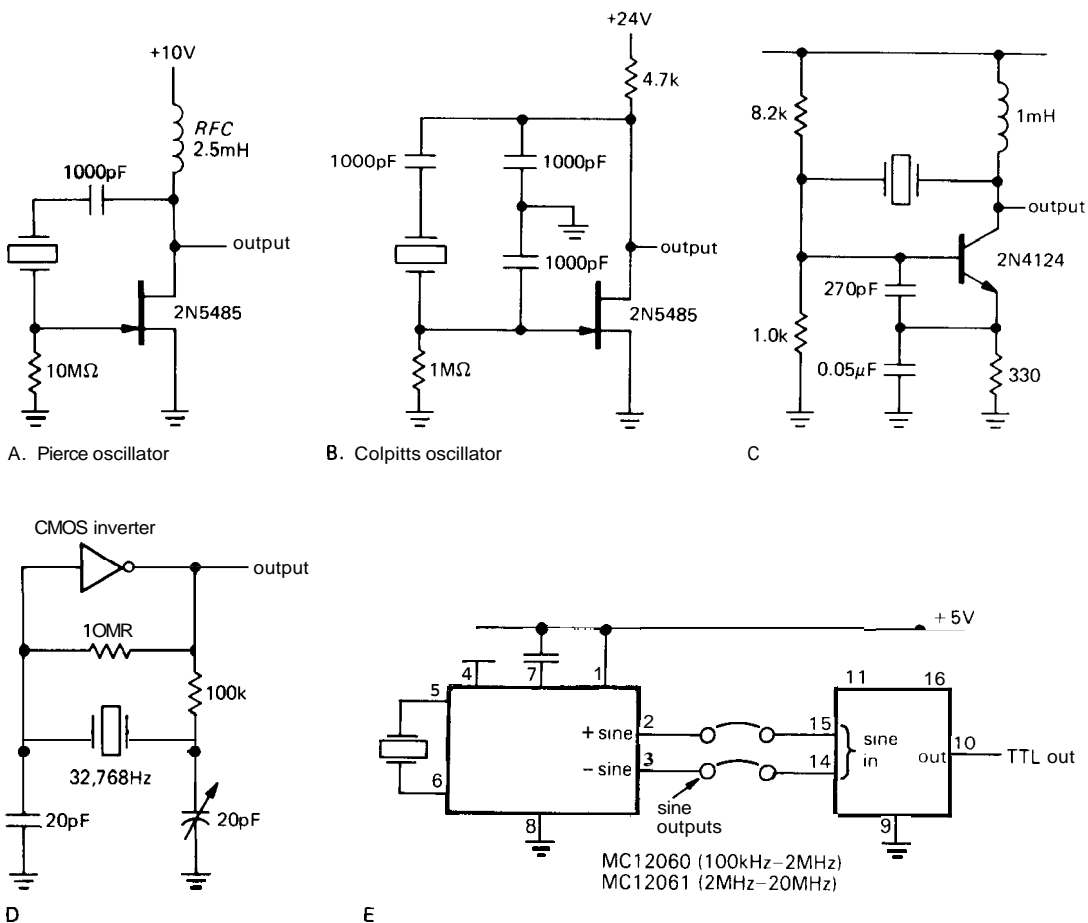 +10V
RFC
2.5mH
1000pF
output
2N5485
10MΩ
A. Pierce oscillator
+24V
4.7k
1000pF
1000pF
1000pF
output
2N5485
1MΩ
B. Colpitts oscillator
8.2k
1mH
output
2N4124
270pF
1.0k
0.05μF
330
C
CMOS inverter
output
1OMR
100k
32,768Hz
20pF
20pF
D
+5V
4
7
1
5
6
8
+ sine
2
- sine
3
sine
outputs
11
16
15
14
sine
in
out
10
TTL out
9
MC12060 (100kHz-2MHz)
MC12061 (2MHz-20MHz)
E